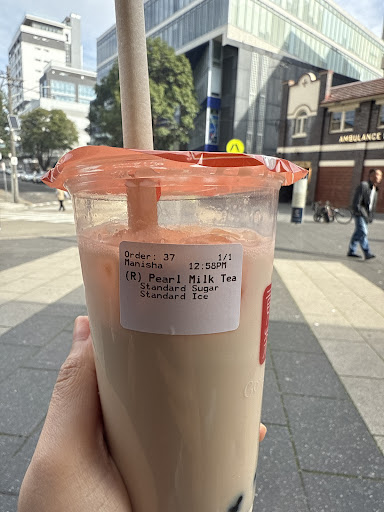 AMBULANCE
Order: 37 1/1
Manisha 12:58PM
(R) Pearl Milk Tea
Standard Sugar
Standard Ice